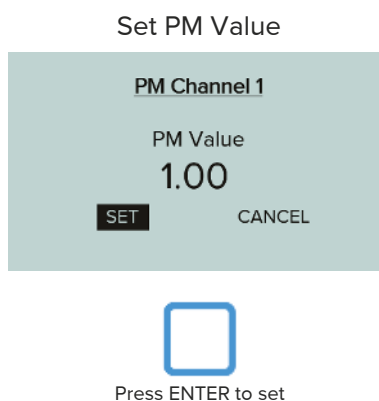 Set PM Value
PM Channel 1
PM Value
1.00
SET CANCEL
Press ENTER to set